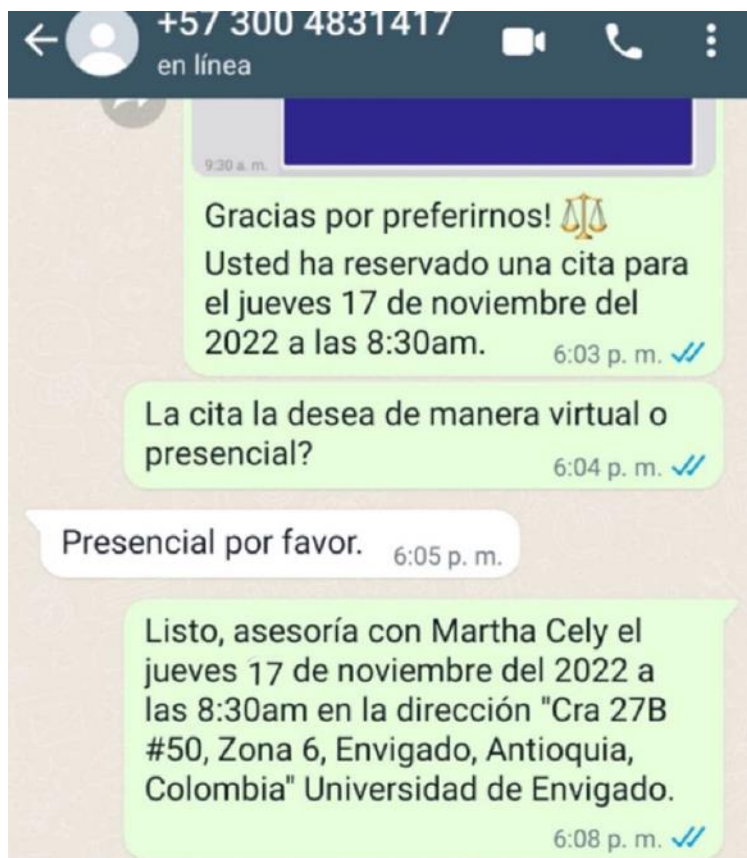 +57 300 4831417
en línea
9:30 a. m.
Gracias por preferirnos! ⚖️
Usted ha reservado una cita para
el jueves 17 de noviembre del
2022 a las 8:30am.
6:03 p. m.
La cita la desea de manera virtual o
presencial?
6:04 p. m.
Presencial por favor. 6:05 p. m.
Listo, asesoría con Martha Cely el
jueves 17 de noviembre del 2022 a
las 8:30am en la dirección "Cra 27B
#50, Zona 6, Envigado, Antioquia,
Colombia" Universidad de Envigado.
6:08 p. m.